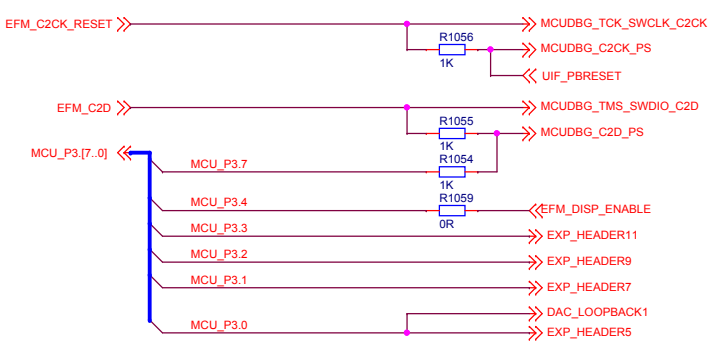 EFM_C2CK_RESET
MCUDBG_TCK_SWCLK_C2CK
R1056
MCUDBG_C2CK_PS
1K
UIF_PBRESET
EFM_C2D
MCUDBG_TMS_SWDIO_C2D
R1055
MCUDBG_C2D_PS
1K
MCU_P3.[7..0]
MCU_P3.7
R1054
1K
MCU_P3.4
R1059
EFM_DISP_ENABLE
0R
MCU_P3.3
EXP_HEADER11
MCU_P3.2
EXP_HEADER9
MCU_P3.1
EXP_HEADER7
DAC_LOOPBACK1
MCU_P3.0
EXP_HEADER5